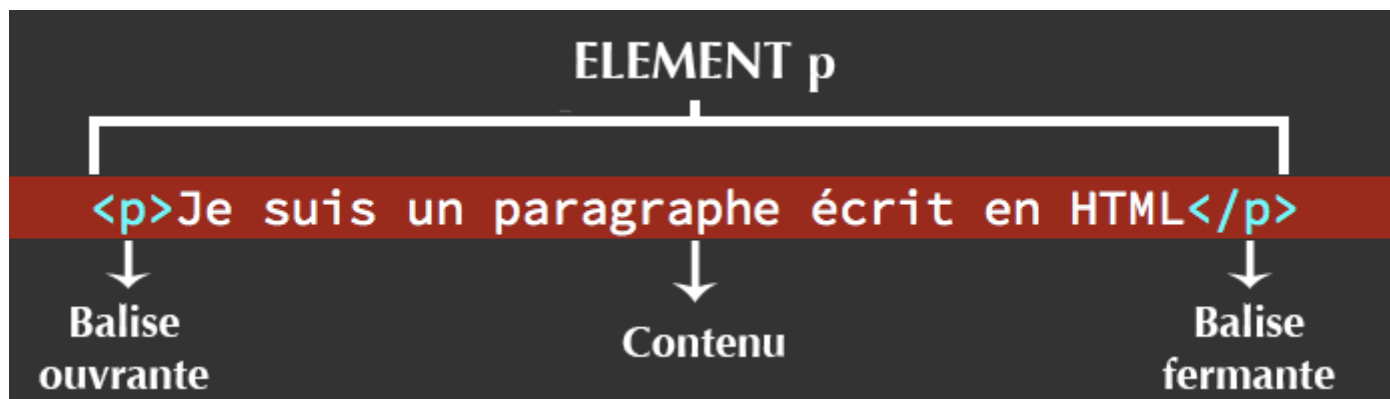 ELEMENT p
<p>Je suis un paragraphe écrit en HTML</p>
Balise
ouvrante
Contenu
Balise
fermante